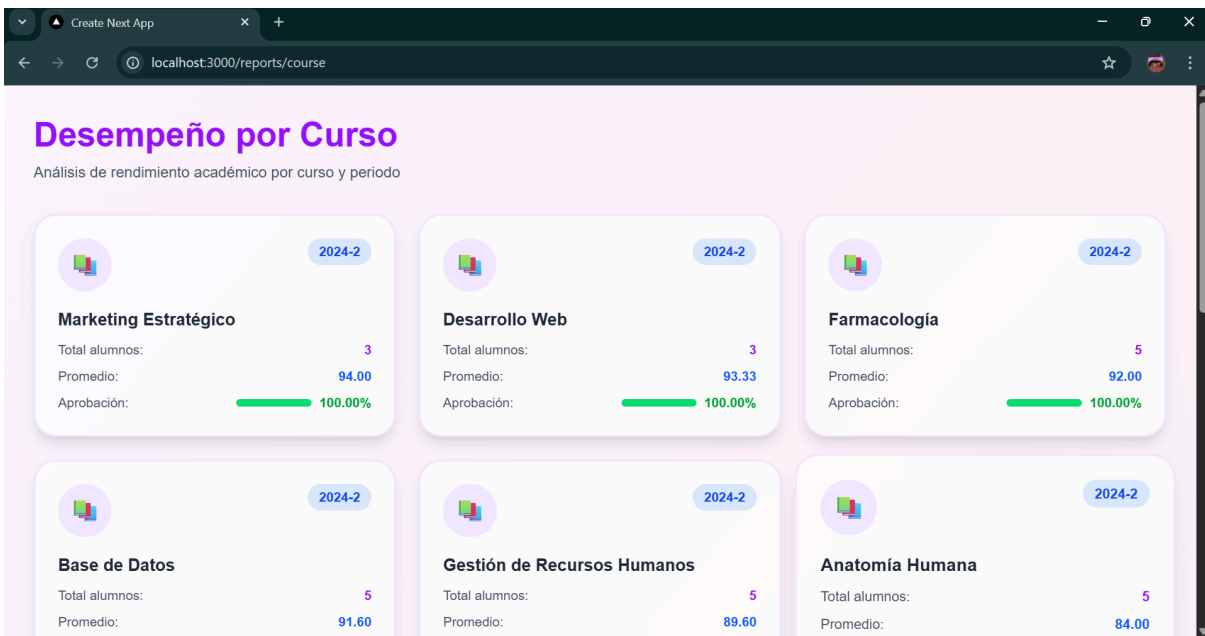 Create Next App
localhost:3000/reports/course
Desempeño por Curso
Análisis de rendimiento académico por curso y periodo
2024-2
Marketing Estratégico
Total alumnos: 3
Promedio: 94.00
Aprobación: 100.00%
2024-2
Desarrollo Web
Total alumnos: 3
Promedio: 93.33
Aprobación: 100.00%
2024-2
Farmacología
Total alumnos: 5
Promedio: 92.00
Aprobación: 100.00%
2024-2
Base de Datos
Total alumnos: 5
Promedio: 91.60
2024-2
Gestión de Recursos Humanos
Total alumnos: 5
Promedio: 89.60
2024-2
Anatomía Humana
Total alumnos: 5
Promedio: 84.00